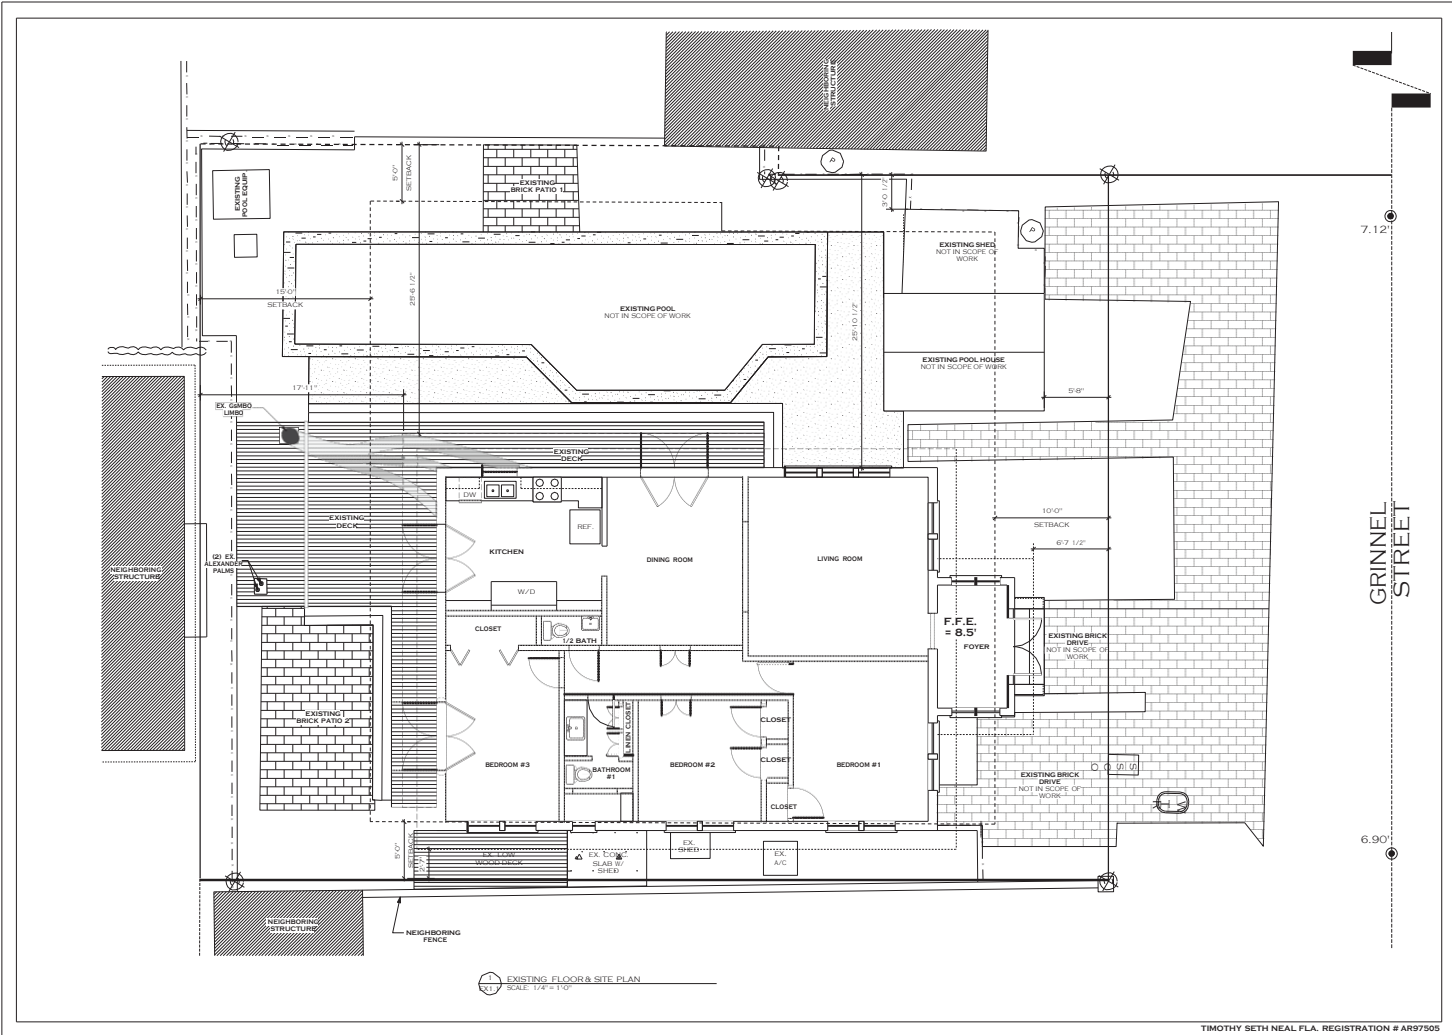 NEIGHBORING
STRUCTURE
P
5'-0"
SETBACK
EXISTING
BRICK PATIO 1
EXISTING
POOL EQUIP.
3'-0 1/2"
P
7.12'
EXISTING SHED
NOT IN SCOPE OF
WORK
25'-6 1/2"
15'-0"
SETBACK
EXISTING POOL
NOT IN SCOPE OF WORK
25'-10 1/2"
EXISTING POOL HOUSE
NOT IN SCOPE OF WORK
17'-11"
5'-8"
EX. GUMBO
LIMBO
EXISTING
DECK
DW
EXISTING
DECK
REF.
10'-0"
SETBACK
6'-7 1/2"
GRINNEL
STREET
KITCHEN
DINING ROOM
LIVING ROOM
(2) EX.
ALEXANDER
PALMS
NEIGHBORING
STRUCTURE
W/D
CLOSET
1/2 BATH
F.F.E.
= 8.5'
FOYER
EXISTING BRICK
DRIVE
NOT IN SCOPE OF
WORK
EXISTING
BRICK PATIO 2
LINEN CLOSET
CLOSET
CLOSET
BEDROOM #3
BATHROOM
#1
BEDROOM #2
BEDROOM #1
CLOSET
EXISTING BRICK
DRIVE
NOT IN SCOPE OF
WORK
6.90'
5'-0"
SETBACK
EX. LOW
WOOD DECK
EX. CONC.
SLAB W/
SHED
EX.
SHED
EX.
A/C
NEIGHBORING
STRUCTURE
NEIGHBORING
FENCE
1
EX1.1
EXISTING FLOOR & SITE PLAN
SCALE: 1/4" = 1'-0"
TIMOTHY SETH NEAL FLA. REGISTRATION # AR97505